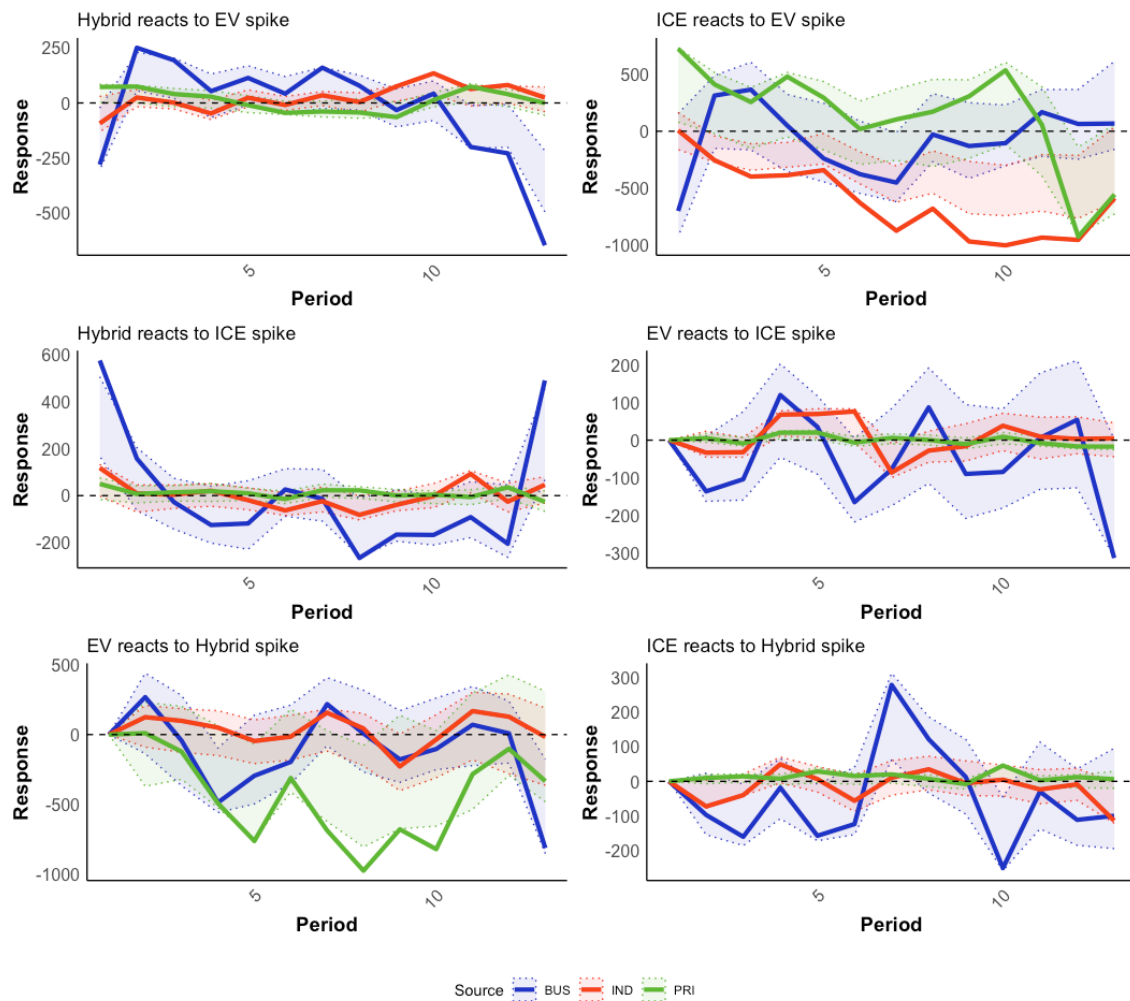 Hybrid reacts to EV spike
ICE reacts to EV spike
Response
250
0
-250
-500
5
10
Period
Response
500
0
-500
-1000
5
10
Period
Hybrid reacts to ICE spike
EV reacts to ICE spike
Response
600
400
200
0
-200
5
10
Period
Response
200
100
0
-100
-200
-300
5
10
Period
EV reacts to Hybrid spike
ICE reacts to Hybrid spike
Response
500
0
-500
-1000
5
10
Period
Response
300
200
100
0
-100
-200
5
10
Period
Source BUS IND PRI